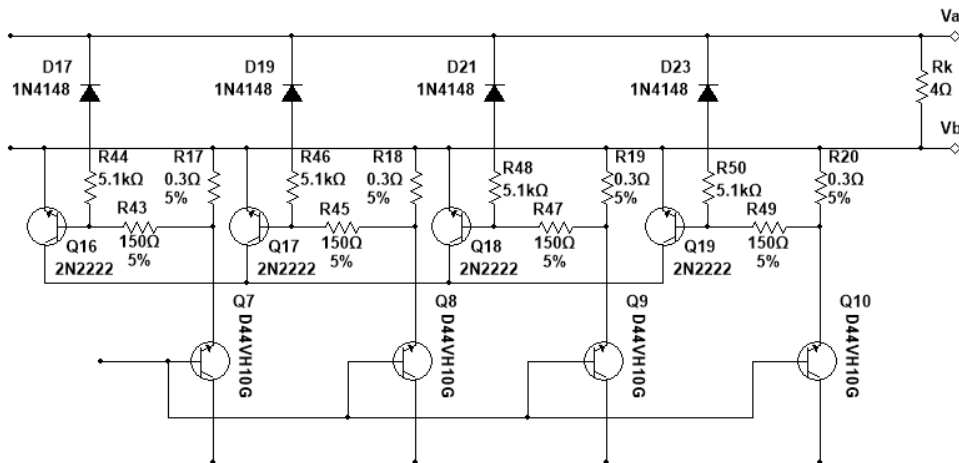 Va
D17
1N4148
D19
1N4148
D21
1N4148
D23
1N4148
Rk
4Ω
Vb
R44
5.1kΩ
R17
0.3Ω
5%
R46
5.1kΩ
R18
0.3Ω
5%
R48
5.1kΩ
R19
0.3Ω
5%
R50
5.1kΩ
R20
0.3Ω
5%
R43
150Ω
5%
R45
150Ω
5%
R47
150Ω
5%
R49
150Ω
5%
Q16
2N2222
Q17
2N2222
Q18
2N2222
Q19
2N2222
Q7
D44VH10G
Q8
D44VH10G
Q9
D44VH10G
Q10
D44VH10G